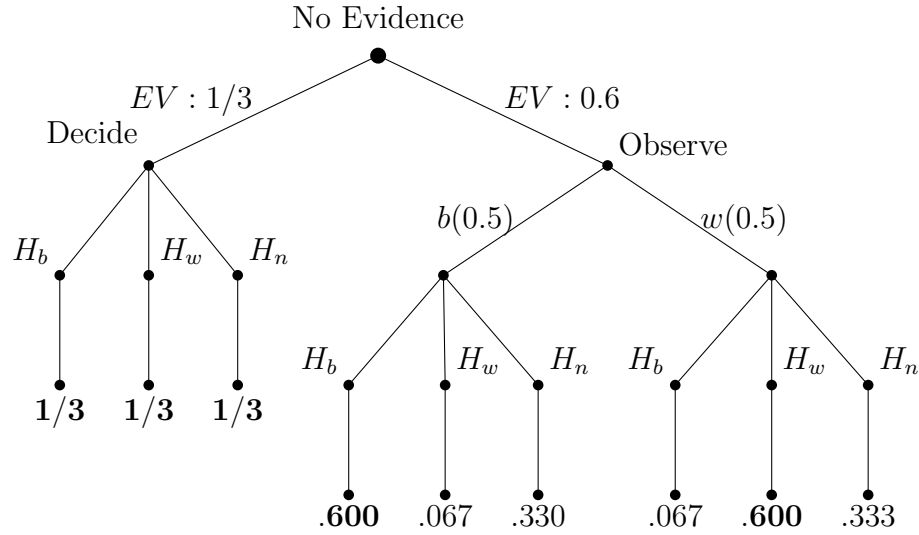 No Evidence
EV : 1/3
EV : 0.6
Decide
Observe
b(0.5)
w(0.5)
H_b
H_w
H_n
H_b
H_w
H_n
H_b
H_w
H_n
1/3
1/3
1/3
.600
.067
.330
.067
.600
.333